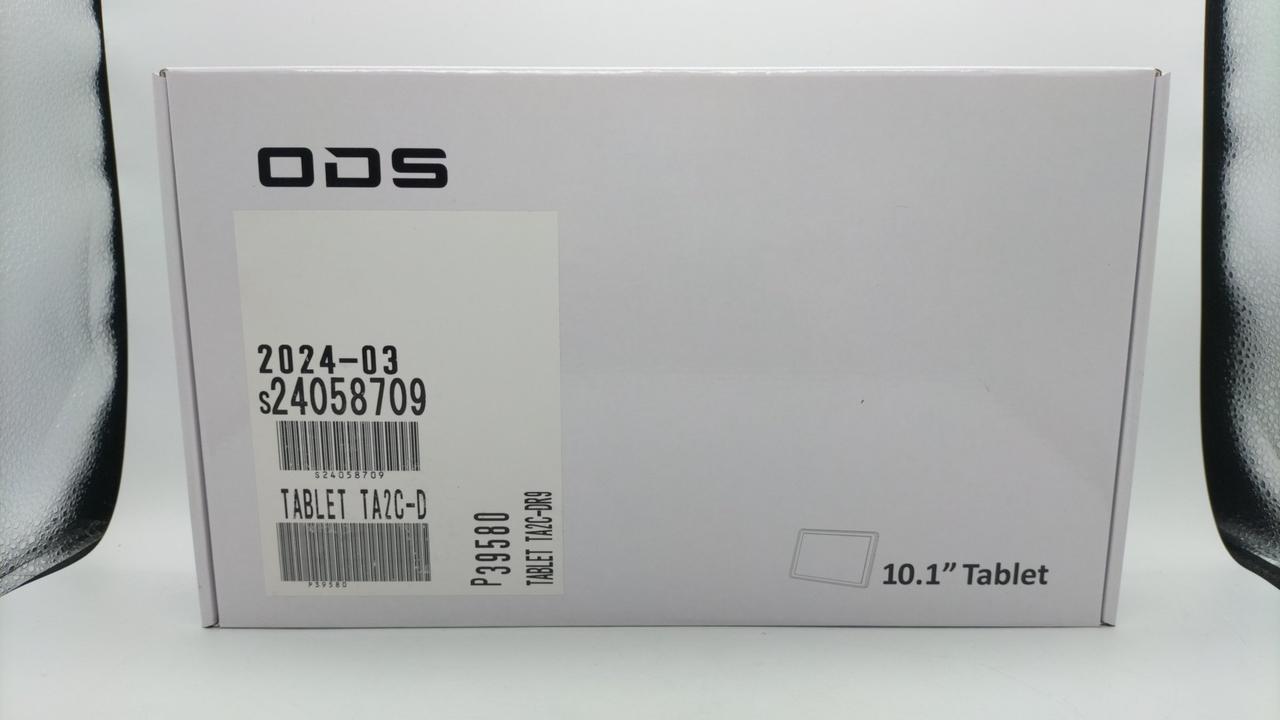 ODS
2024-03
S24058709
S24058709
TABLET TA2C-D
P39580
P39580
TABLET TA2C-DR9
10.1” Tablet